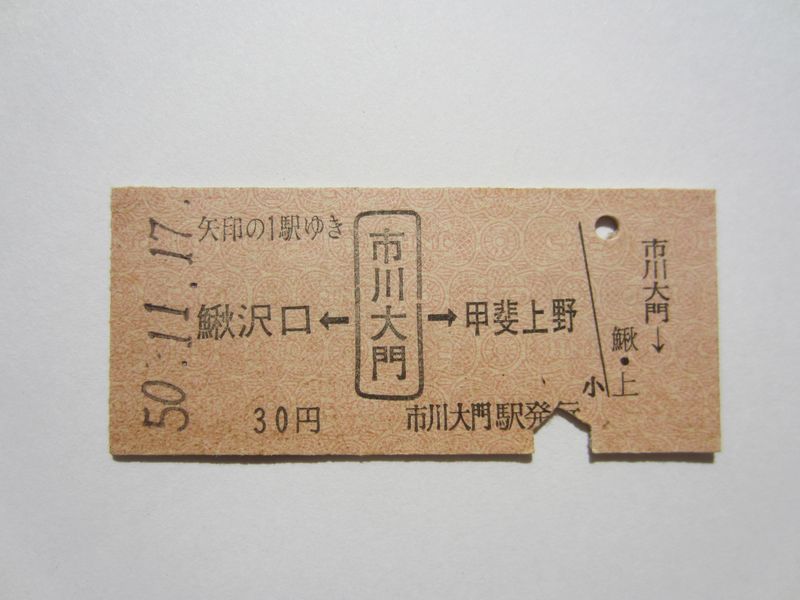 50.11.17.
矢印の1駅ゆき
鰍沢口←市川大門→甲斐上野
30円
市川大門駅発行
市川大門→
鰍・上
小